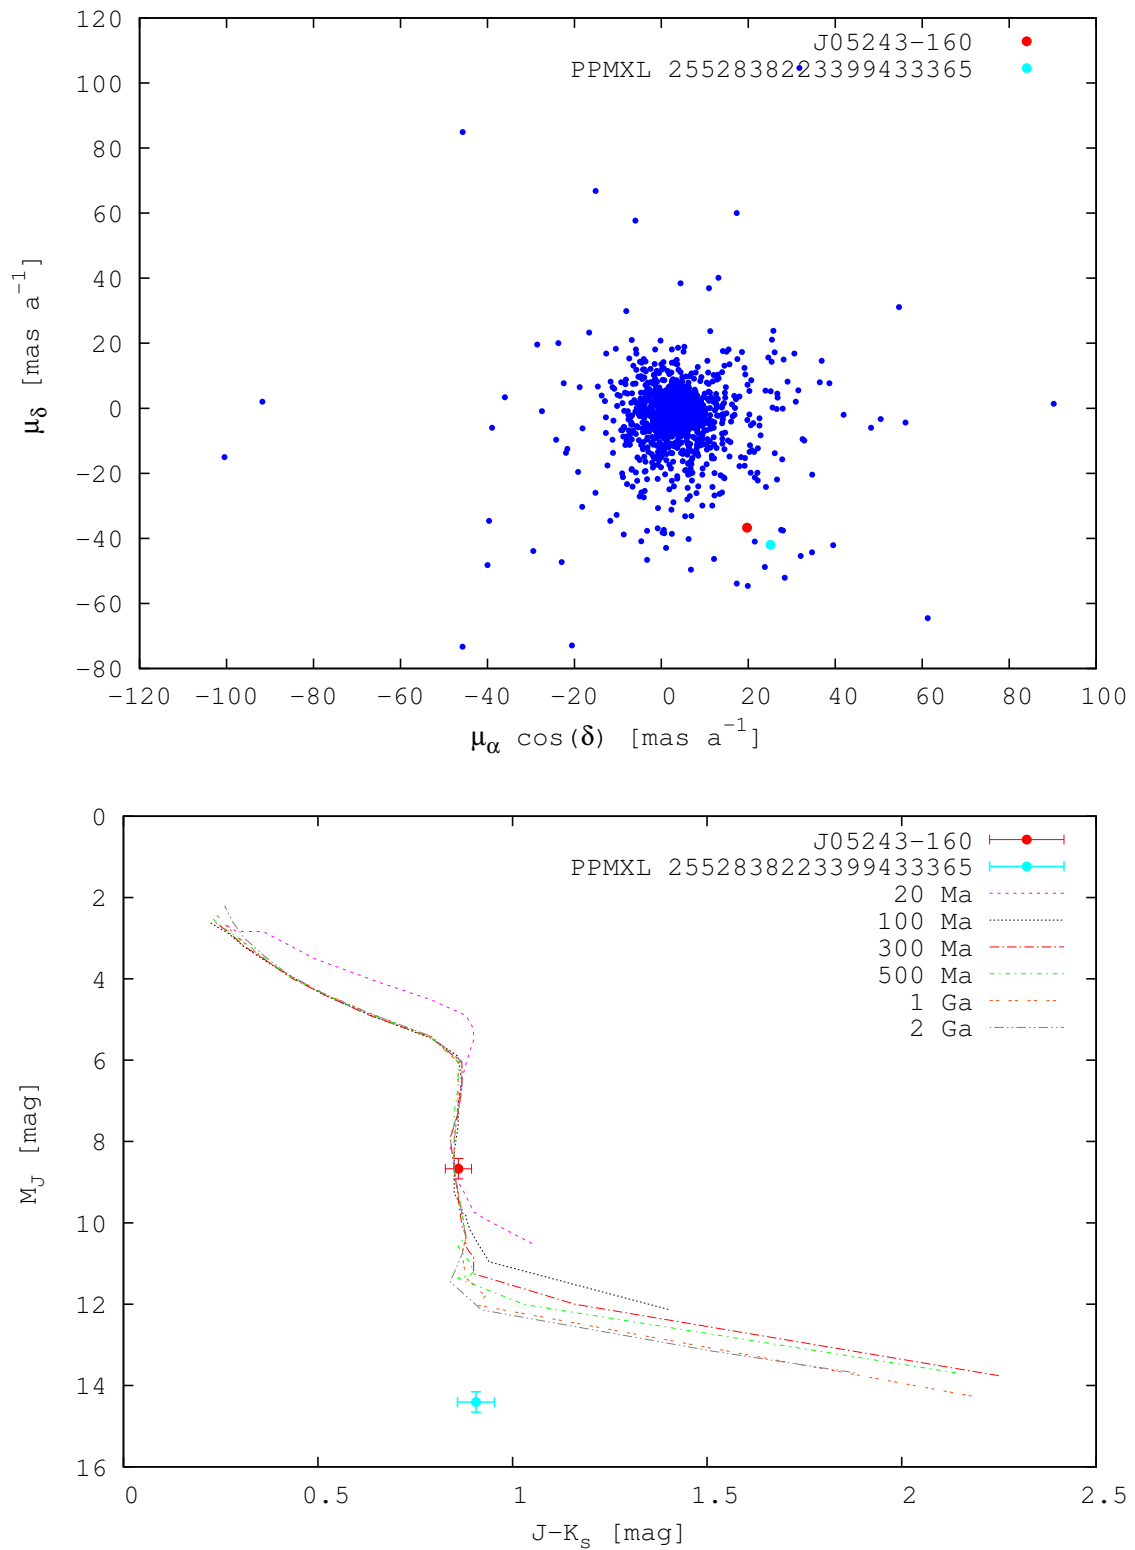 120
100
80
60
40
20
0
−20
−40
−60
−80
μδ [mas a−1]
J05243−160
PPMXL 2552838223399433365
−120 −100 −80 −60 −40 −20 0 20 40 60 80 100
μα cos(δ) [mas a−1]
0
2
4
6
8
10
12
14
16
MJ [mag]
J05243−160
PPMXL 2552838223399433365
20 Ma
100 Ma
300 Ma
500 Ma
1 Ga
2 Ga
0 0.5 1 1.5 2 2.5
J−Ks [mag]